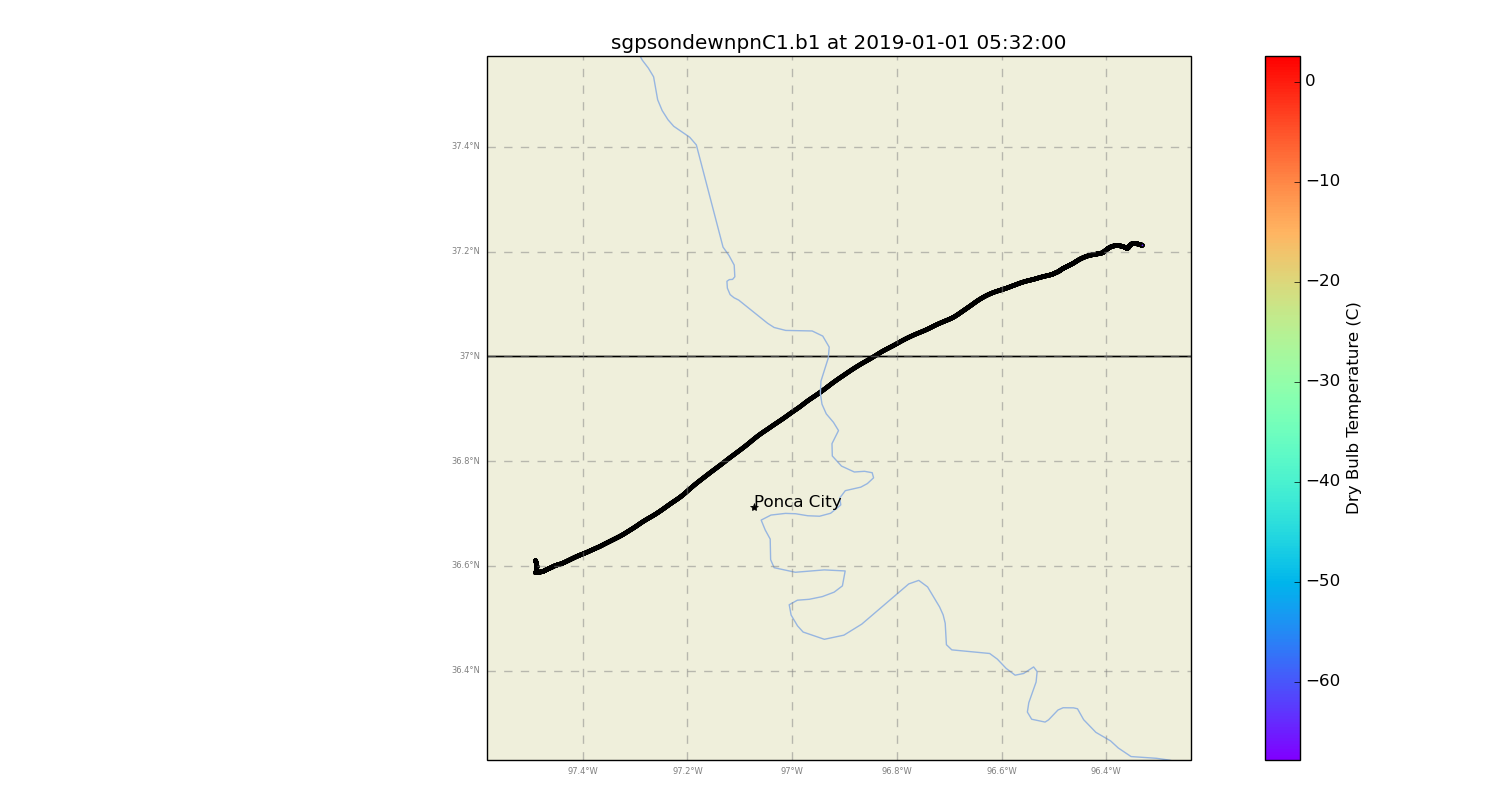 sgpsondewnpnC1.b1 at 2019-01-01 05:32:00
37.4°N
37.2°N
37°N
36.8°N
36.6°N
36.4°N
Ponca City
97.4°W
97.2°W
97°W
96.8°W
96.6°W
96.4°W
0
−10
−20
−30
−40
−50
−60
Dry Bulb Temperature (C)